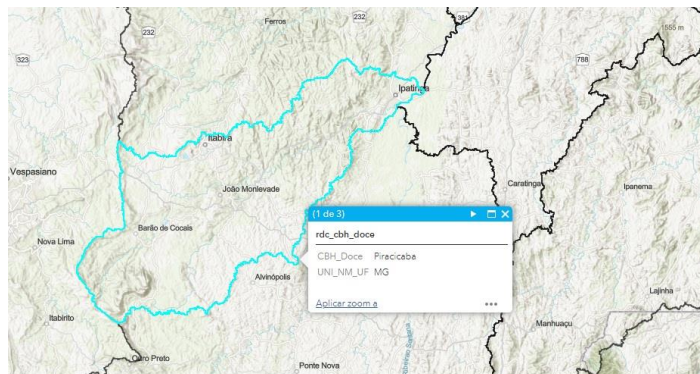 232
Ferros
232
381
1555 m
323
788
Ipatinga
Itabira
Vespasiano
João Monlevade
Caratinga
Ipanema
(1 de 3)
rdc_cbh_doce
Barão de Cocais
CBH_Doce Piracicaba
Nova Lima
UNI_NM_UF MG
Alvinópolis
Lajinha
Aplicar zoom a
Itabirito
Manhuaçu
Ouro Preto
Ponte Nova